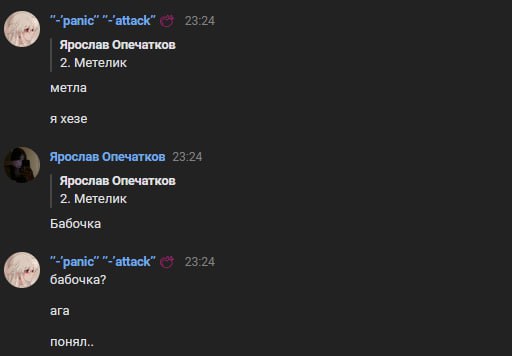 "-'panic" "-'attack" 23:24
Ярослав Опечатков
2. Метелик
метла
я хезе
Ярослав Опечатков 23:24
Ярослав Опечатков
2. Метелик
Бабочка
"-'panic" "-'attack" 23:24
бабочка?
ага
понял..